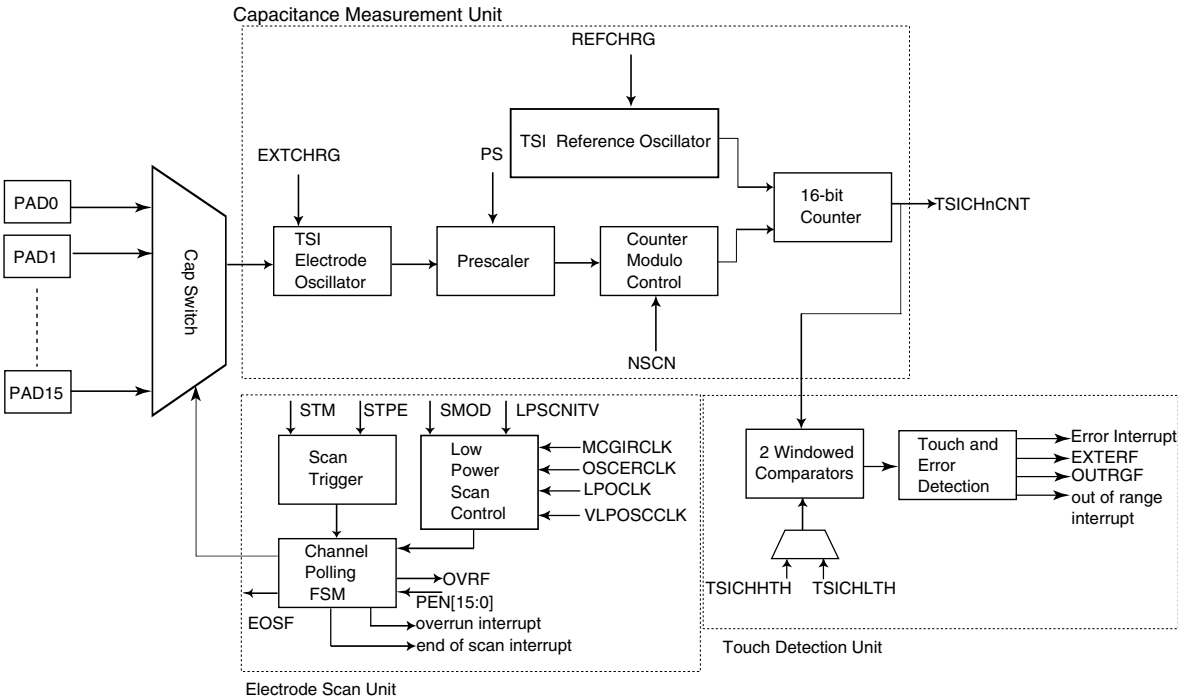 Capacitance Measurement Unit
REFCHRG
TSI Reference Oscillator
EXTCHRG
PS
PAD0
PAD1
PAD15
Cap Switch
TSI
Electrode
Oscillator
Prescaler
Counter
Modulo
Control
16-bit
Counter
TSICHnCNT
NSCN
STM
STPE
SMOD
LPSCNITV
Scan
Trigger
Low
Power
Scan
Control
MCGIRCLK
OSCERCLK
LPOCLK
VLPOSCCLK
Channel
Polling
FSM
OVRF
PEN[15:0]
EOSF
overrun interrupt
end of scan interrupt
Electrode Scan Unit
2 Windowed
Comparators
Touch and
Error
Detection
Error Interrupt
EXTERF
OUTRGF
out of range
interrupt
TSICHHTH
TSICHLTH
Touch Detection Unit